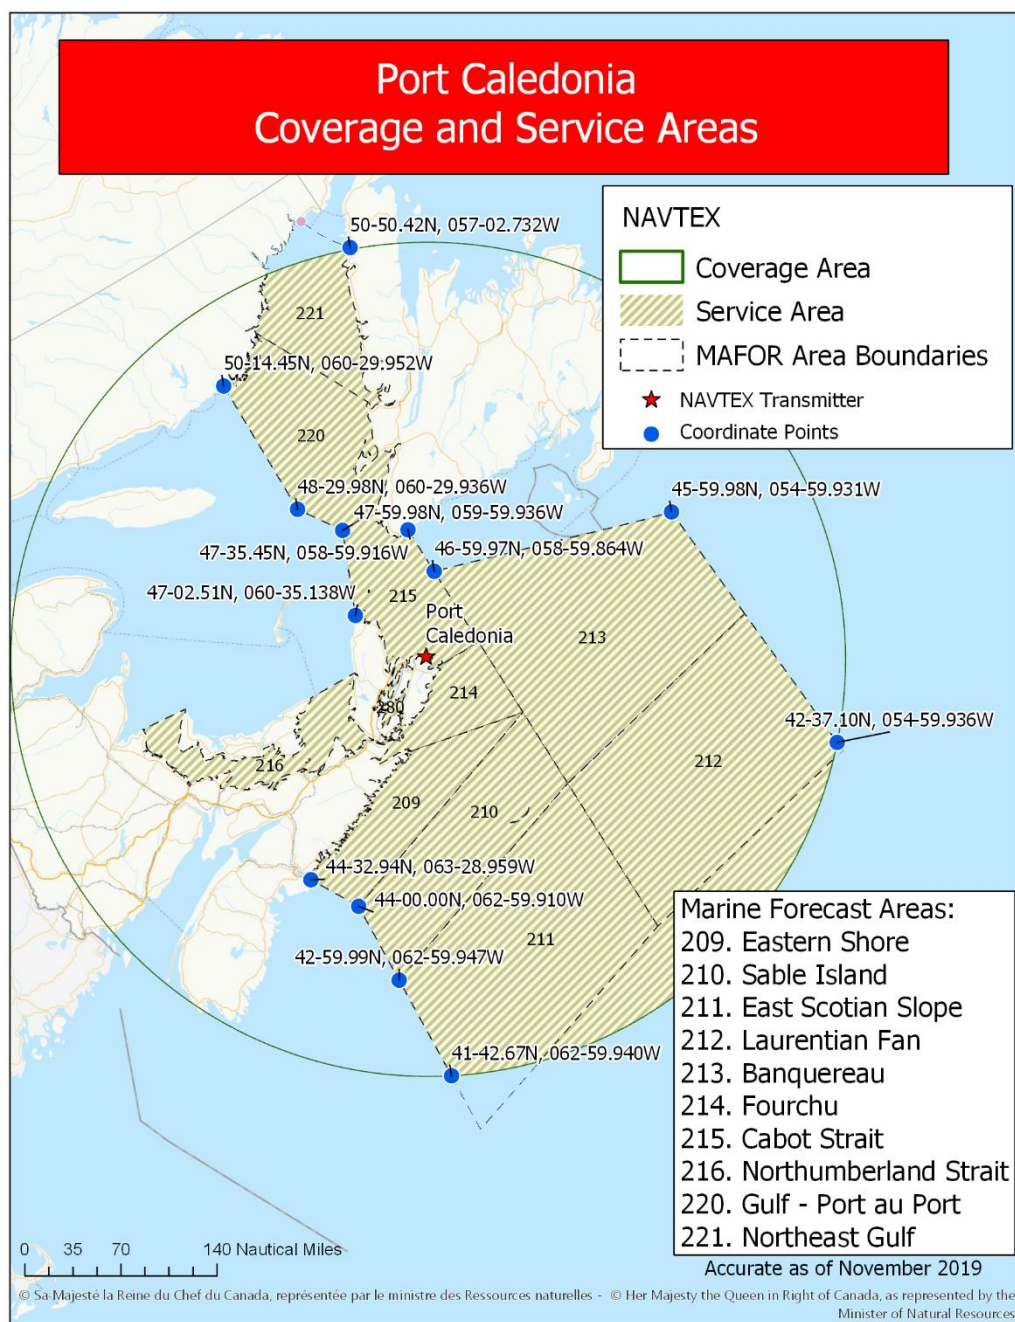 Port Caledonia
Coverage and Service Areas
NAVTEX
Coverage Area
Service Area
MAFOR Area Boundaries
NAVTEX Transmitter
Coordinate Points
50-50.42N, 057-02.732W
221
50-14.45N, 060-29.952W
220
48-29.98N, 060-29.936W
47-59.98N, 059-59.936W
45-59.98N, 054-59.931W
47-35.45N, 058-59.916W
46-59.97N, 058-59.864W
47-02.51N, 060-35.138W
215
Port
Caledonia
213
214
280
42-37.10N, 054-59.936W
216
212
209
210
44-32.94N, 063-28.959W
44-00.00N, 062-59.910W
211
42-59.99N, 062-59.947W
41-42.67N, 062-59.940W
Marine Forecast Areas:
209. Eastern Shore
210. Sable Island
211. East Scotian Slope
212. Laurentian Fan
213. Banquereau
214. Fourchu
215. Cabot Strait
216. Northumberland Strait
220. Gulf - Port au Port
221. Northeast Gulf
0 35 70 140 Nautical Miles
Accurate as of November 2019
© Sa Majesté la Reine du Chef du Canada, représentée par le ministre des Ressources naturelles - © Her Majesty the Queen in Right of Canada, as represented by the
Minister of Natural Resources